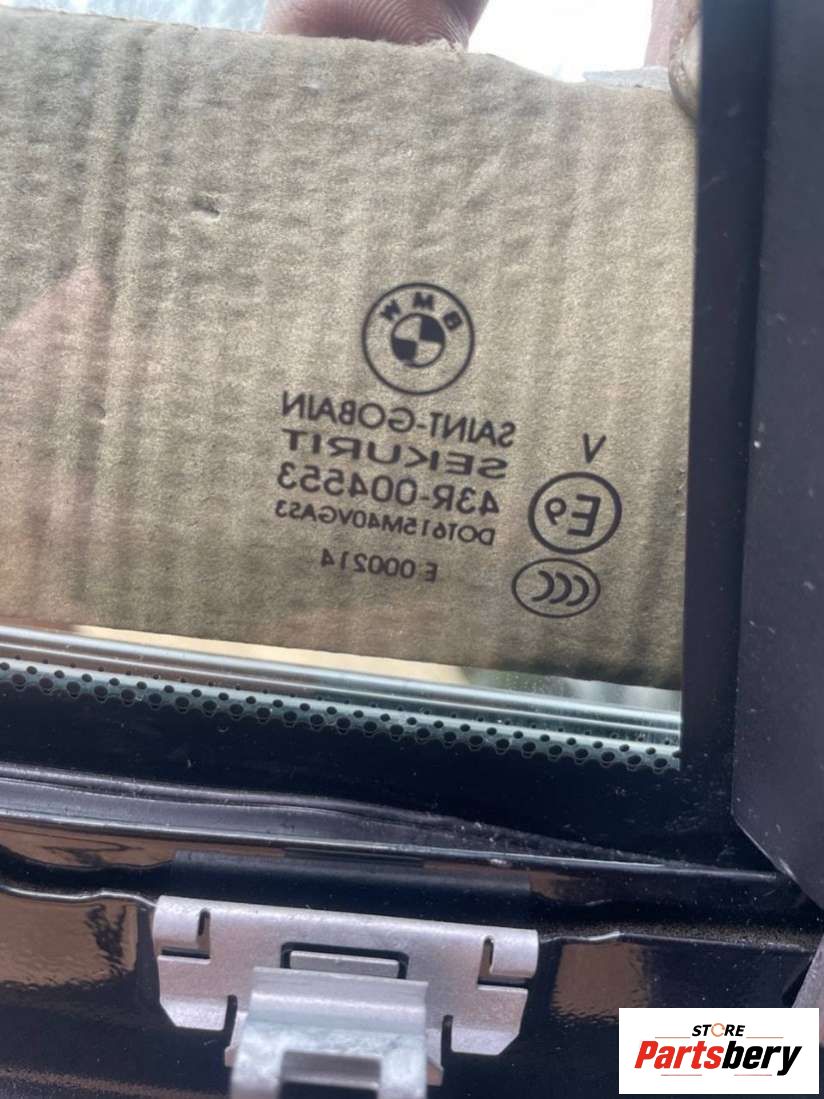 BMW
SAINT-GOBAIN
SEKURIT
43R-004553
DOT615M40VGAS3
E 000214
V
E9
CCC
STORE
Partsbery